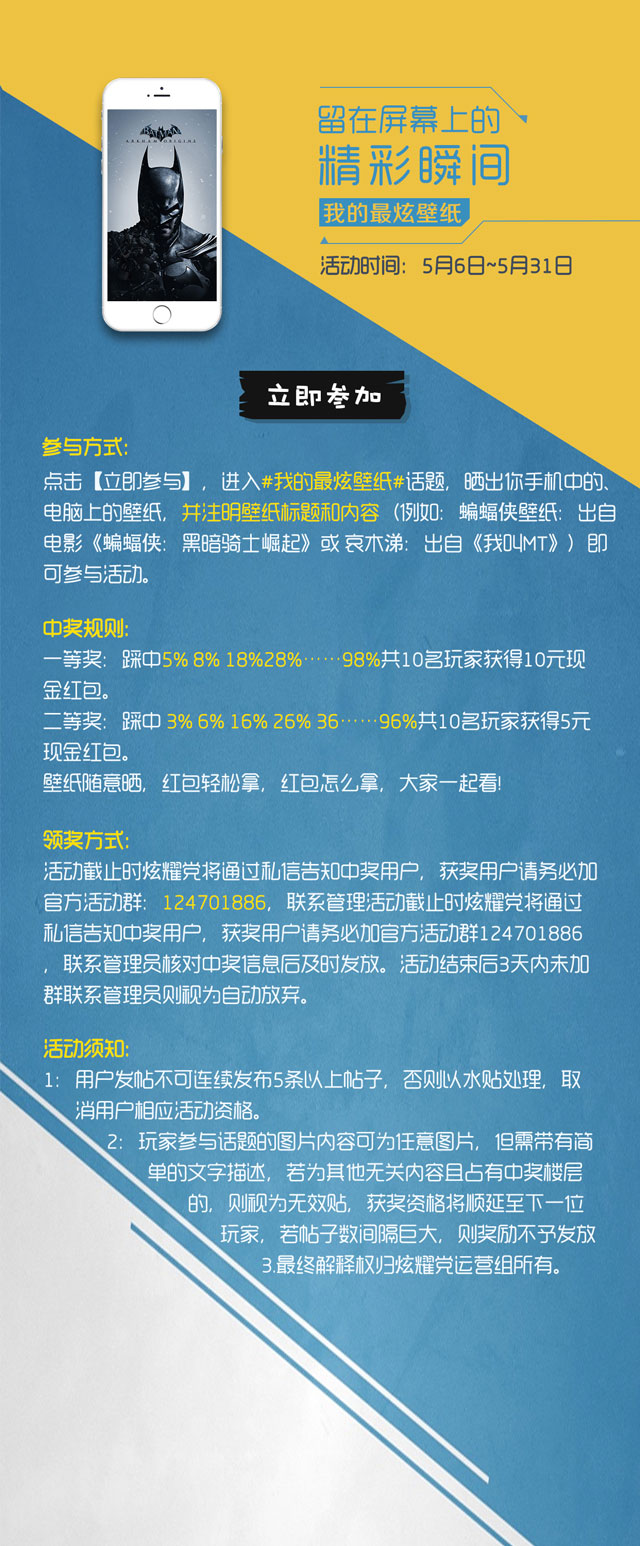 BATMAN
ARKHAM ORIGINS
留在屏幕上的
精彩瞬间
我的最炫壁纸
活动时间：5月6日~5月31日
立即参加
参与方式:
点击【立即参与】，进入#我的最炫壁纸#话题，晒出你手机中的、
电脑上的壁纸，并注明壁纸标题和内容（例如：蝙蝠侠壁纸：出自
电影《蝙蝠侠：黑暗骑士崛起》或 哀木涕：出自《我叫MT》）即
可参与活动。
中奖规则:
一等奖：踩中5% 8% 18%28%……98%共10名玩家获得10元现
金红包。
二等奖：踩中 3% 6% 16% 26% 36……96%共10名玩家获得5元
现金红包。
壁纸随意晒，红包轻松拿，红包怎么拿，大家一起看!
领奖方式:
活动截止时炫耀党将通过私信告知中奖用户，获奖用户请务必加
官方活动群：124701886，联系管理活动截止时炫耀党将通过
私信告知中奖用户，获奖用户请务必加官方活动群124701886
，联系管理员核对中奖信息后及时发放。活动结束后3天内未加
群联系管理员则视为自动放弃。
活动须知:
1：用户发帖不可连续发布5条以上帖子，否则以水贴处理，取
消用户相应活动资格。
2：玩家参与话题的图片内容可为任意图片，但需带有简
单的文字描述，若为其他无关内容且占有中奖楼层
的，则视为无效贴，获奖资格将顺延至下一位
玩家，若帖子数间隔巨大，则奖励不予发放
3.最终解释权归炫耀党运营组所有。